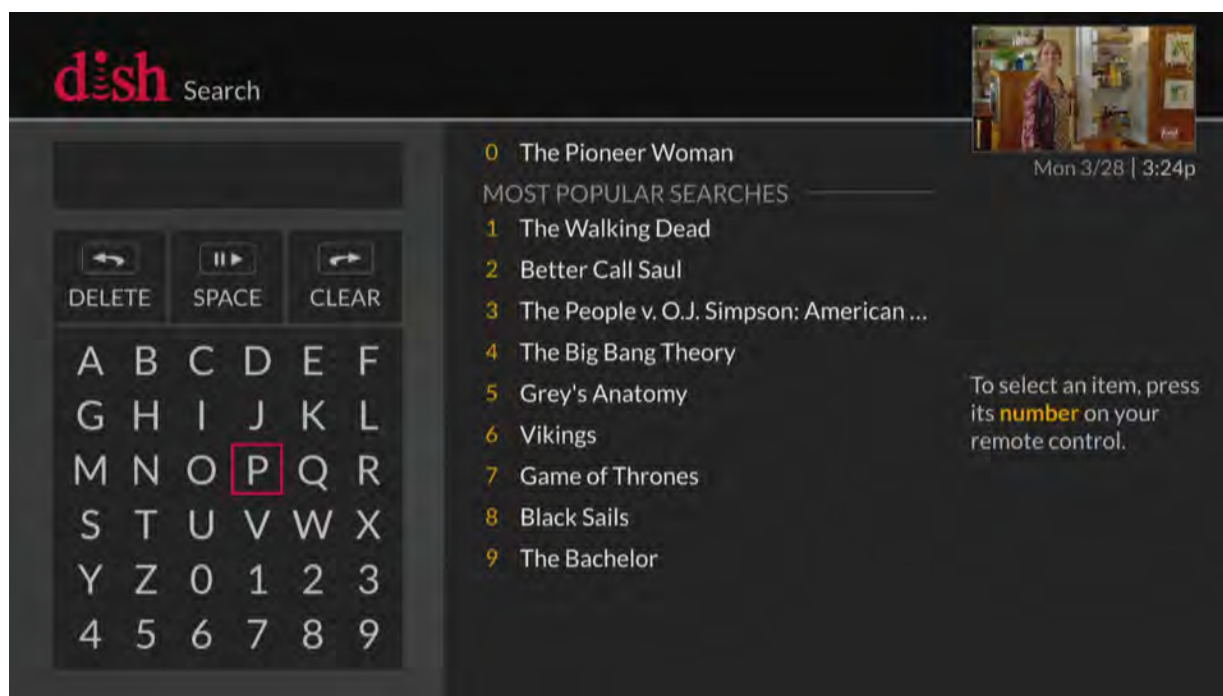 dish Search
0 The Pioneer Woman
MOST POPULAR SEARCHES
1 The Walking Dead
2 Better Call Saul
3 The People v. O.J. Simpson: American ...
4 The Big Bang Theory
5 Grey's Anatomy
6 Vikings
7 Game of Thrones
8 Black Sails
9 The Bachelor
DELETE SPACE CLEAR
A B C D E F
G H I J K L
M N O P Q R
S T U V W X
Y Z 0 1 2 3
4 5 6 7 8 9
food
Mon 3/28 | 3:24p
To select an item, press
its number on your
remote control.